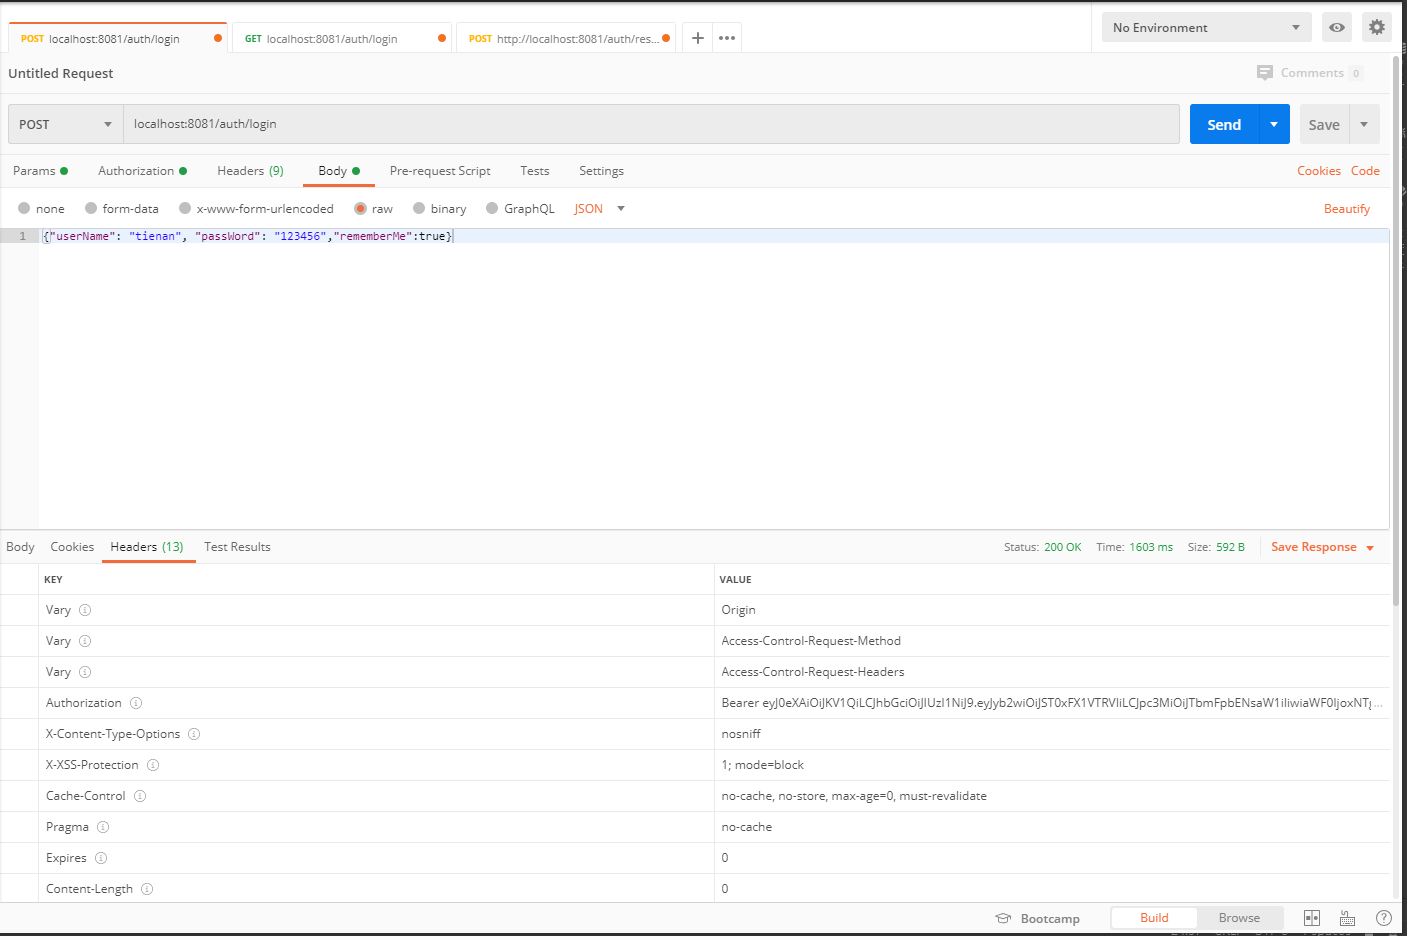 POST localhost:8081/auth/login GET localhost:8081/auth/login POST http://localhost:8081/auth/res... + ••• No Environment
Untitled Request Comments 0
POST localhost:8081/auth/login Send Save
Params Authorization Headers (9) Body Pre-request Script Tests Settings Cookies Code
none form-data x-www-form-urlencoded raw binary GraphQL JSON Beautify
1 {"userName": "tienan", "passWord": "123456","rememberMe":true}
Body Cookies Headers (13) Test Results Status: 200 OK Time: 1603 ms Size: 592 B Save Response
KEY VALUE
Vary Origin
Vary Access-Control-Request-Method
Vary Access-Control-Request-Headers
Authorization Bearer
X-Content-Type-Options nosniff
X-XSS-Protection 1; mode=block
Cache-Control no-cache, no-store, max-age=0, must-revalidate
Pragma no-cache
Expires 0
Content-Length 0
Bootcamp Build Browse